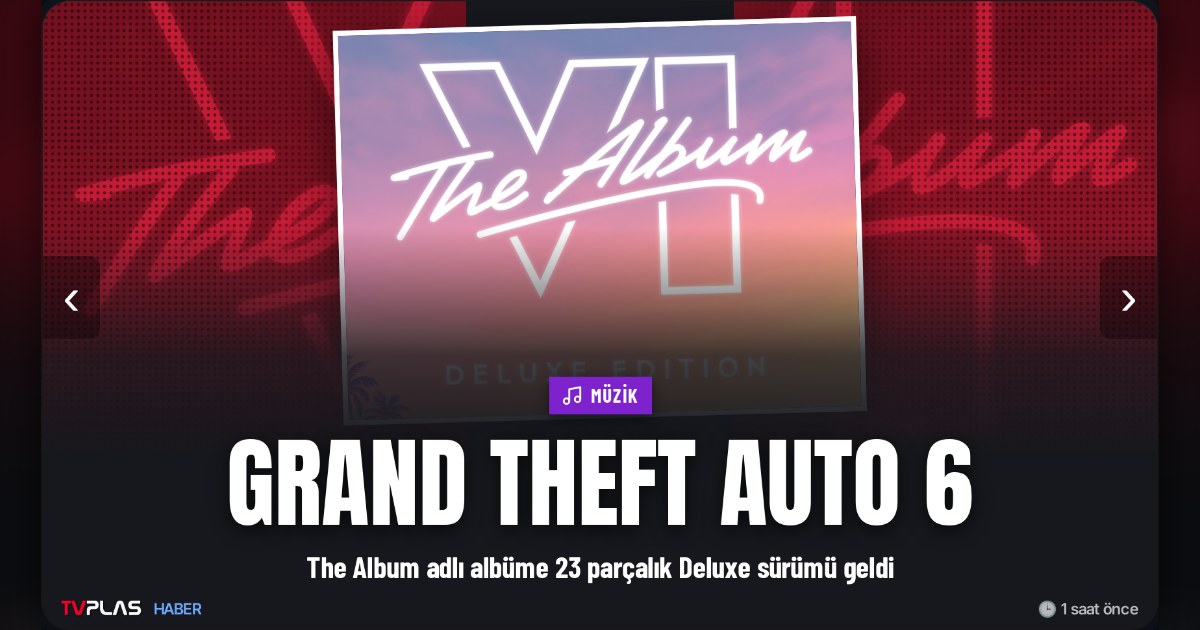 VI
The Album
DELUXE EDITION
MÜZİK
GRAND THEFT AUTO 6
The Album adlı albüme 23 parçalık Deluxe sürümü geldi
TVPLAS HABER
1 saat önce